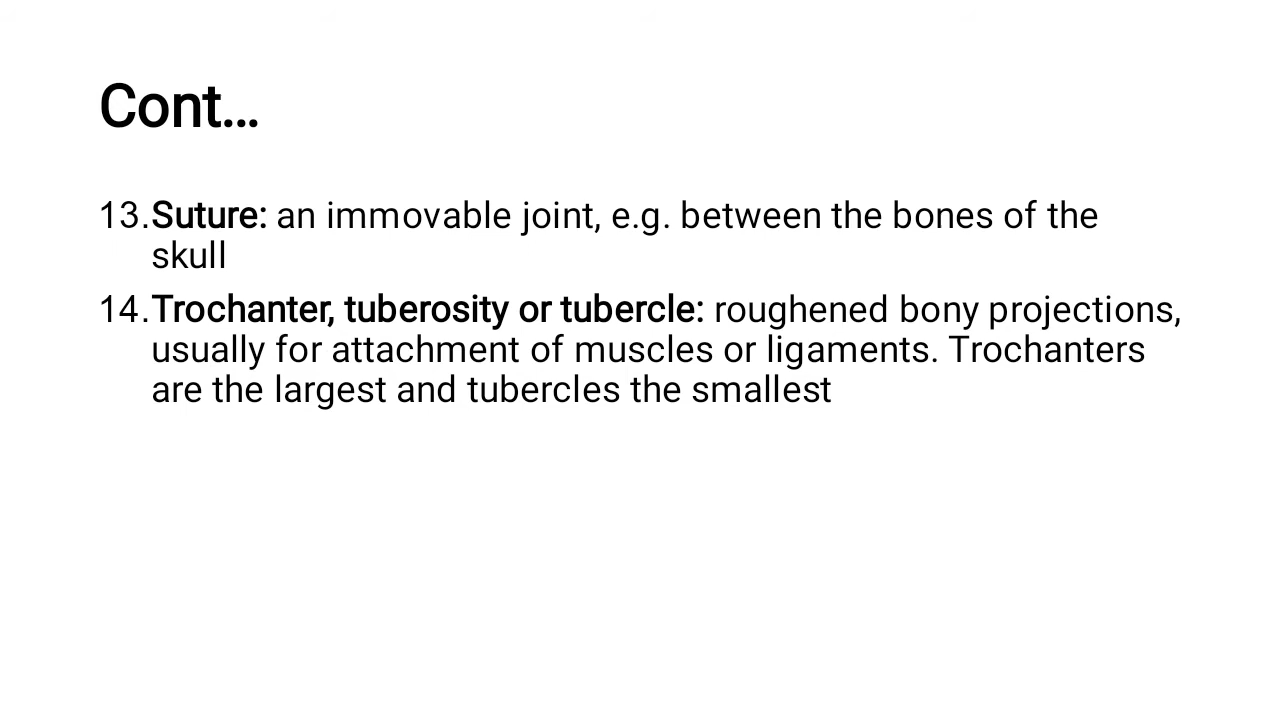 Cont...
13.Suture: an immovable joint, e.g. between the bones of the
skull
14.Trochanter, tuberosity or tubercle: roughened bony projections,
usually for attachment of muscles or ligaments. Trochanters
are the largest and tubercles the smallest